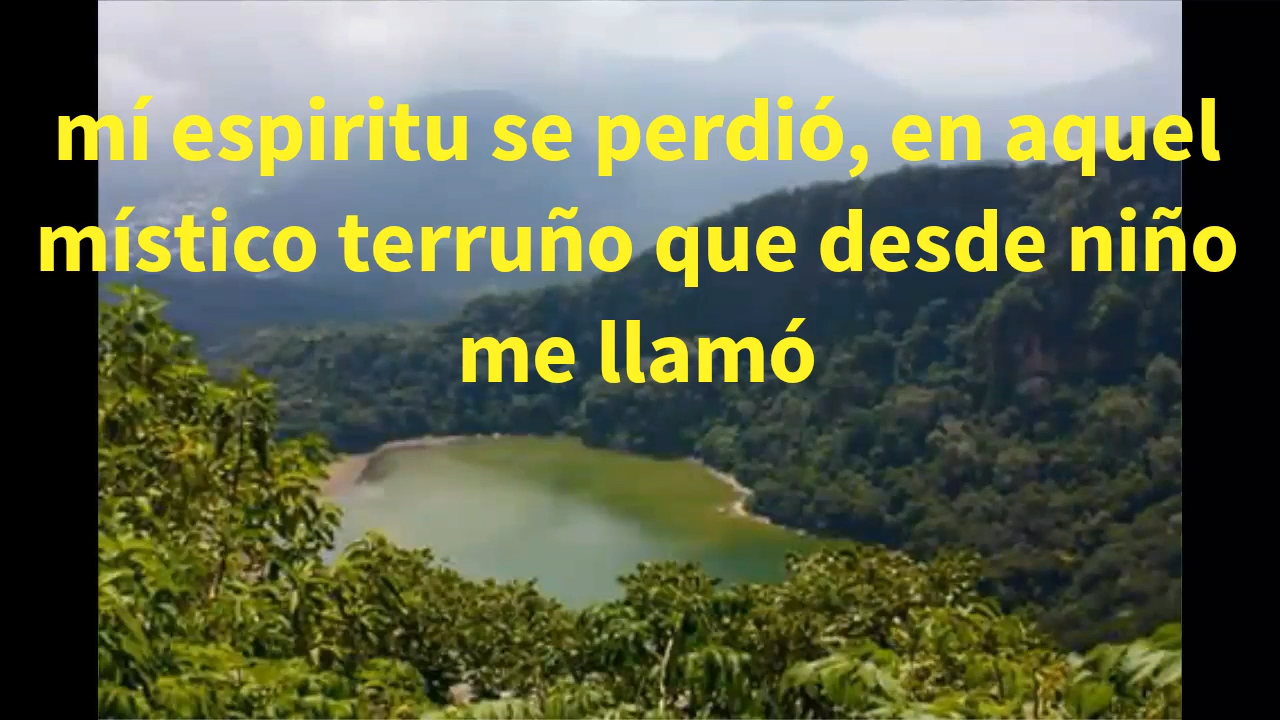 mí espiritu se perdió, en aquel
místico terruño que desde niño
me llamó